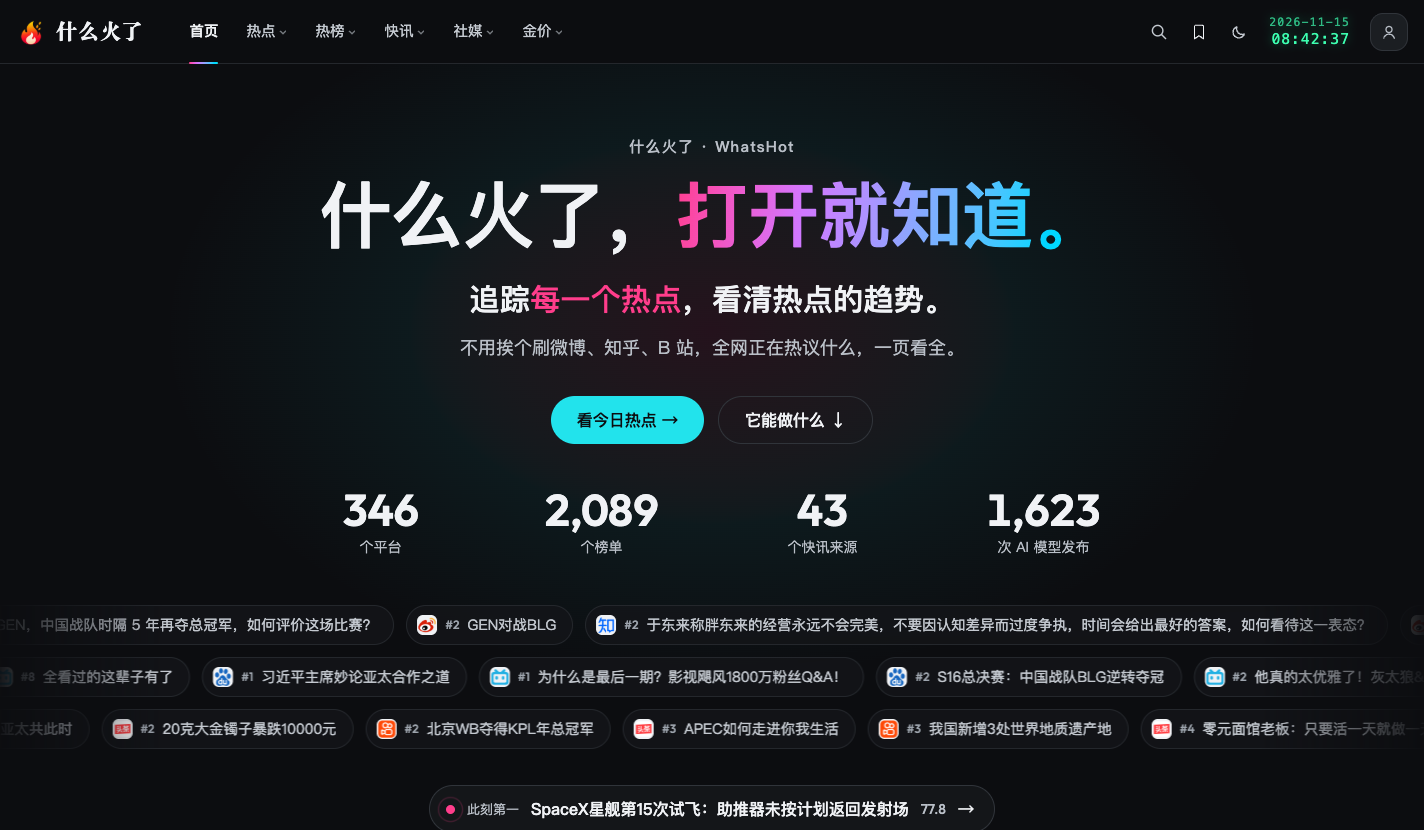 什么火了
首页 热点 热榜 快讯 社媒 金价
2026-11-15
08:42:37
什么火了 · WhatsHot
什么火了，打开就知道。
追踪每一个热点，看清热点的趋势。
不用挨个刷微博、知乎、B 站，全网正在热议什么，一页看全。
看今日热点 →
它能做什么 ↓
346 2,089 43 1,623
个平台 个榜单 个快讯来源 次 AI 模型发布
GEN，中国战队时隔 5 年再夺总冠军，如何评价这场比赛？ #2 GEN对战BLG 知 #2 于东来称胖东来的经营永远不会完美，不要因认知差异而过度争执，时间会给出最好的答案，如何看待这一表态？
#8 全看过的这辈子有了 #1 习近平主席妙论亚太合作之道 #1 为什么是最后一期？影视飓风1800万粉丝Q&A！ #2 S16总决赛：中国战队BLG逆转夺冠 #2 他真的太优雅了！灰太狼&
亚太共此时 头条 #2 20克大金镯子暴跌10000元 #2 北京WB夺得KPL年总冠军 头条 #3 APEC如何走进你我生活 #3 我国新增3处世界地质遗产地 头条 #4 零元面馆老板：只要活一天就做一
此刻第一 SpaceX星舰第15次试飞：助推器未按计划返回发射场 77.8 →